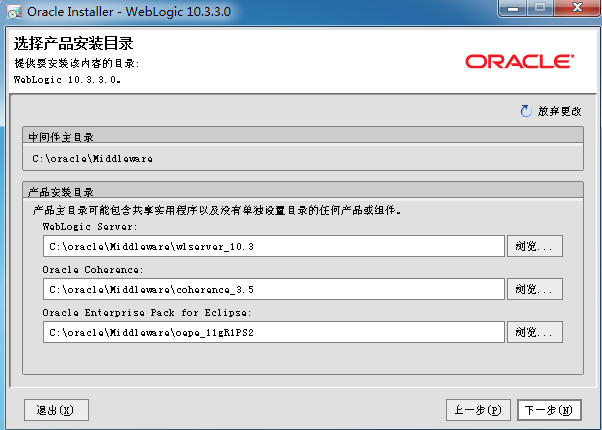 Oracle Installer - WebLogic 10.3.3.0
选择产品安装目录
提供要安装该内容的目录:
WebLogic 10.3.3.0。
ORACLE
放弃更改
中间件主目录
C:\oracle\Middleware
产品安装目录
产品主目录可能包含共享实用程序以及没有单独设置目录的任何产品或组件。
WebLogic Server:
C:\oracle\Middleware\wlserver_10.3
浏览...
Oracle Coherence:
C:\oracle\Middleware\coherence_3.5
浏览...
Oracle Enterprise Pack for Eclipse:
C:\oracle\Middleware\oepe_11gR1PS2
浏览...
退出(X)
上一步(P)
下一步(N)